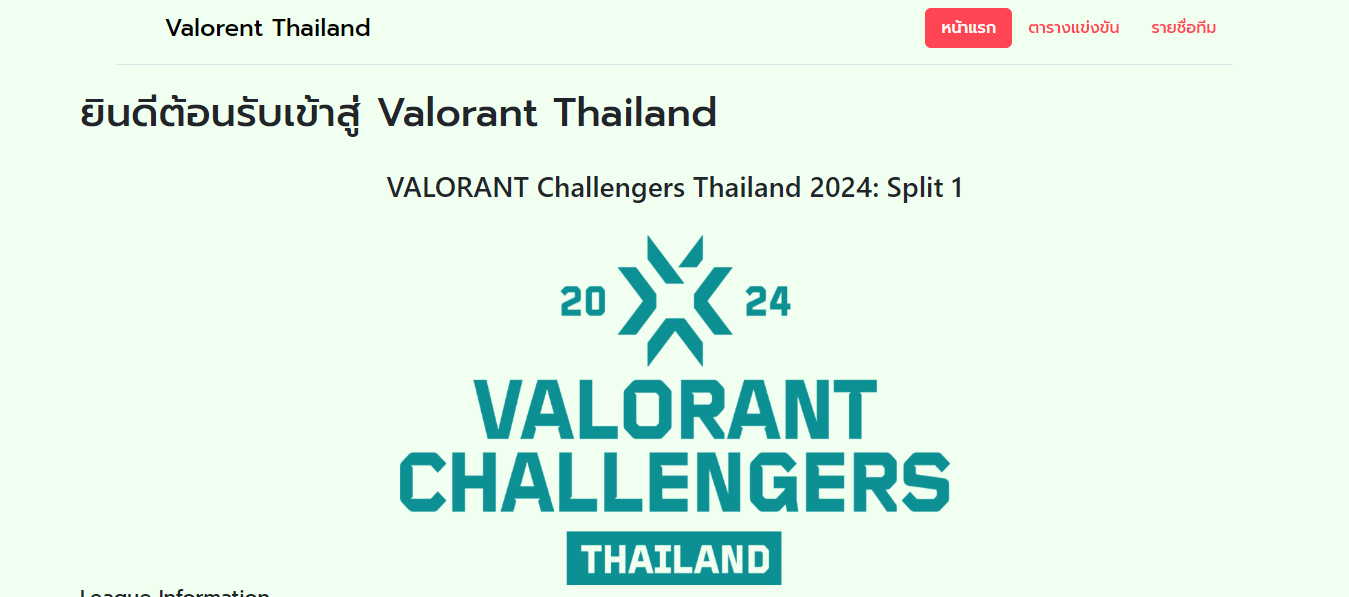 Valorent Thailand หน้าแรก ตารางแข่งขัน รายชื่อทีม
ยินดีต้อนรับเข้าสู่ Valorant Thailand
VALORANT Challengers Thailand 2024: Split 1
20 24
VALORANT
CHALLENGERS
THAILAND
League Information